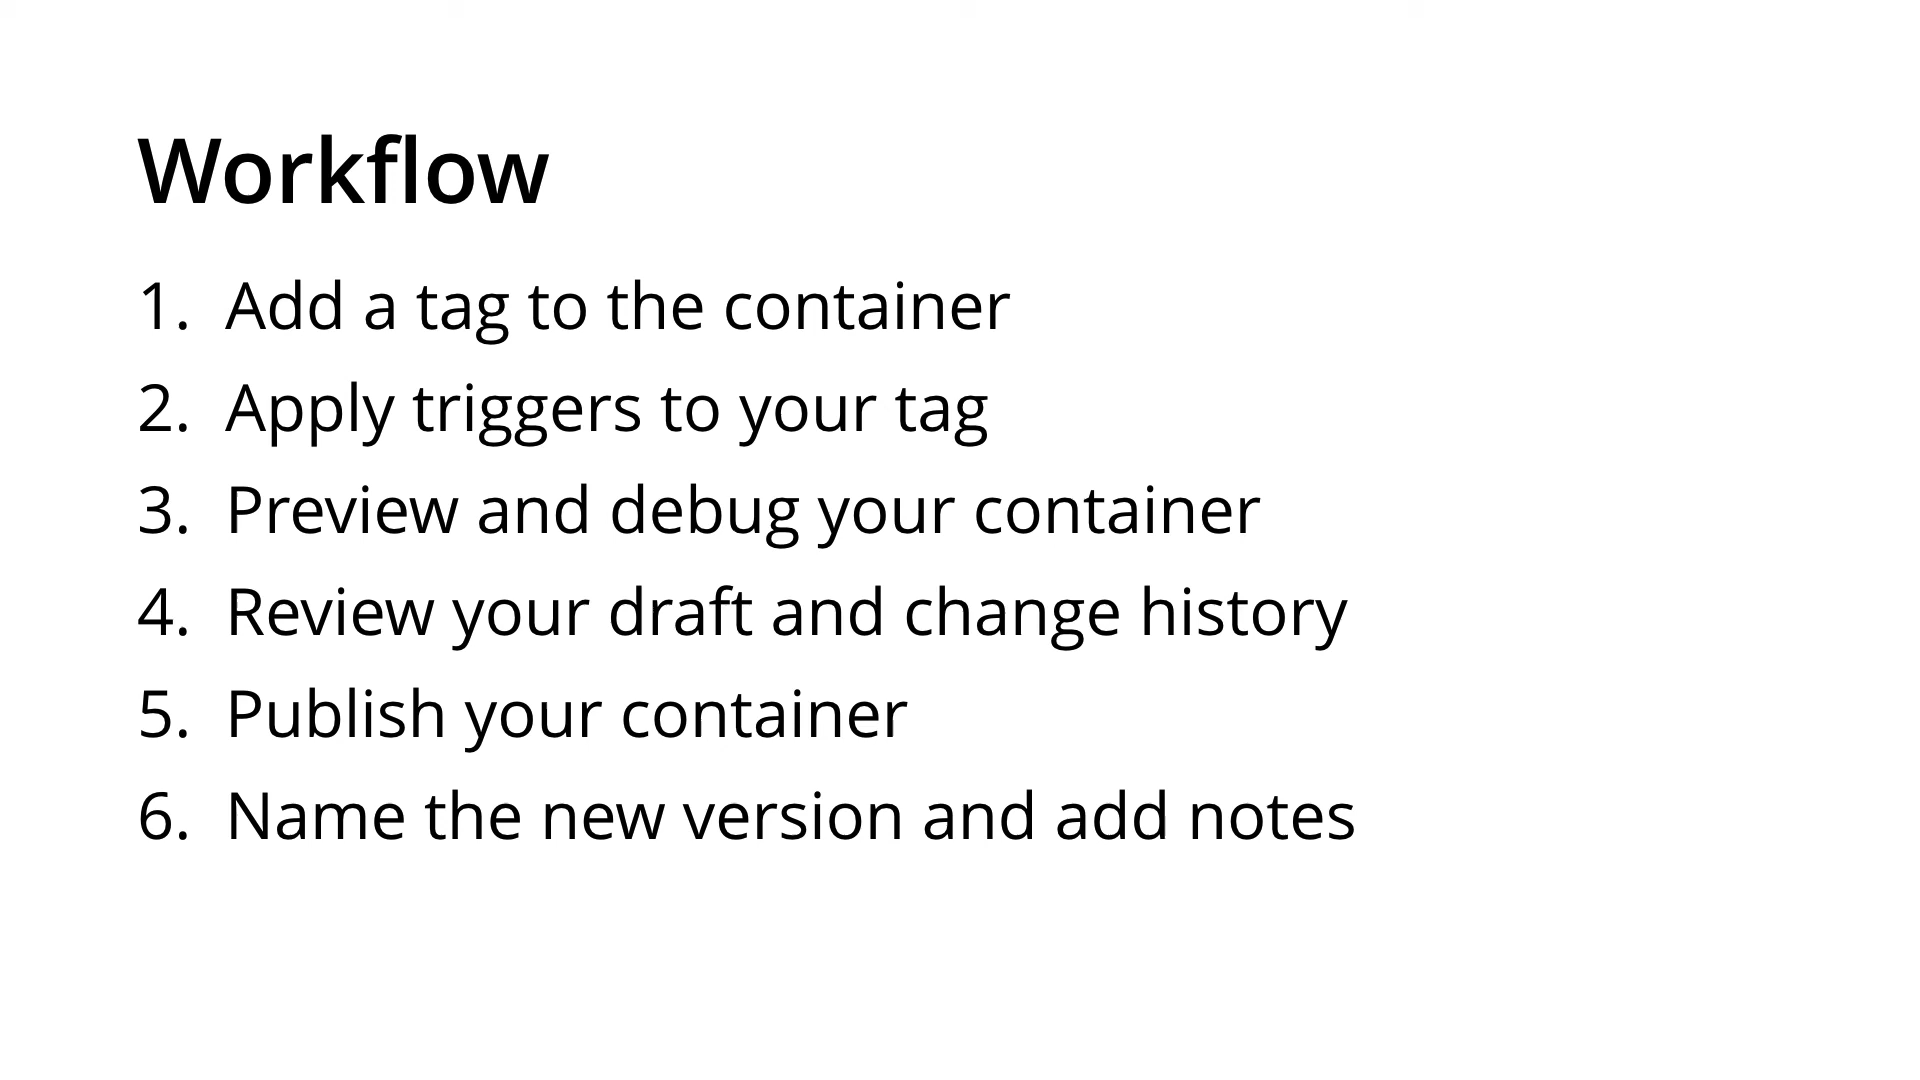 Workflow
1. Add a tag to the container
2. Apply triggers to your tag
3. Preview and debug your container
4. Review your draft and change history
5. Publish your container
6. Name the new version and add notes